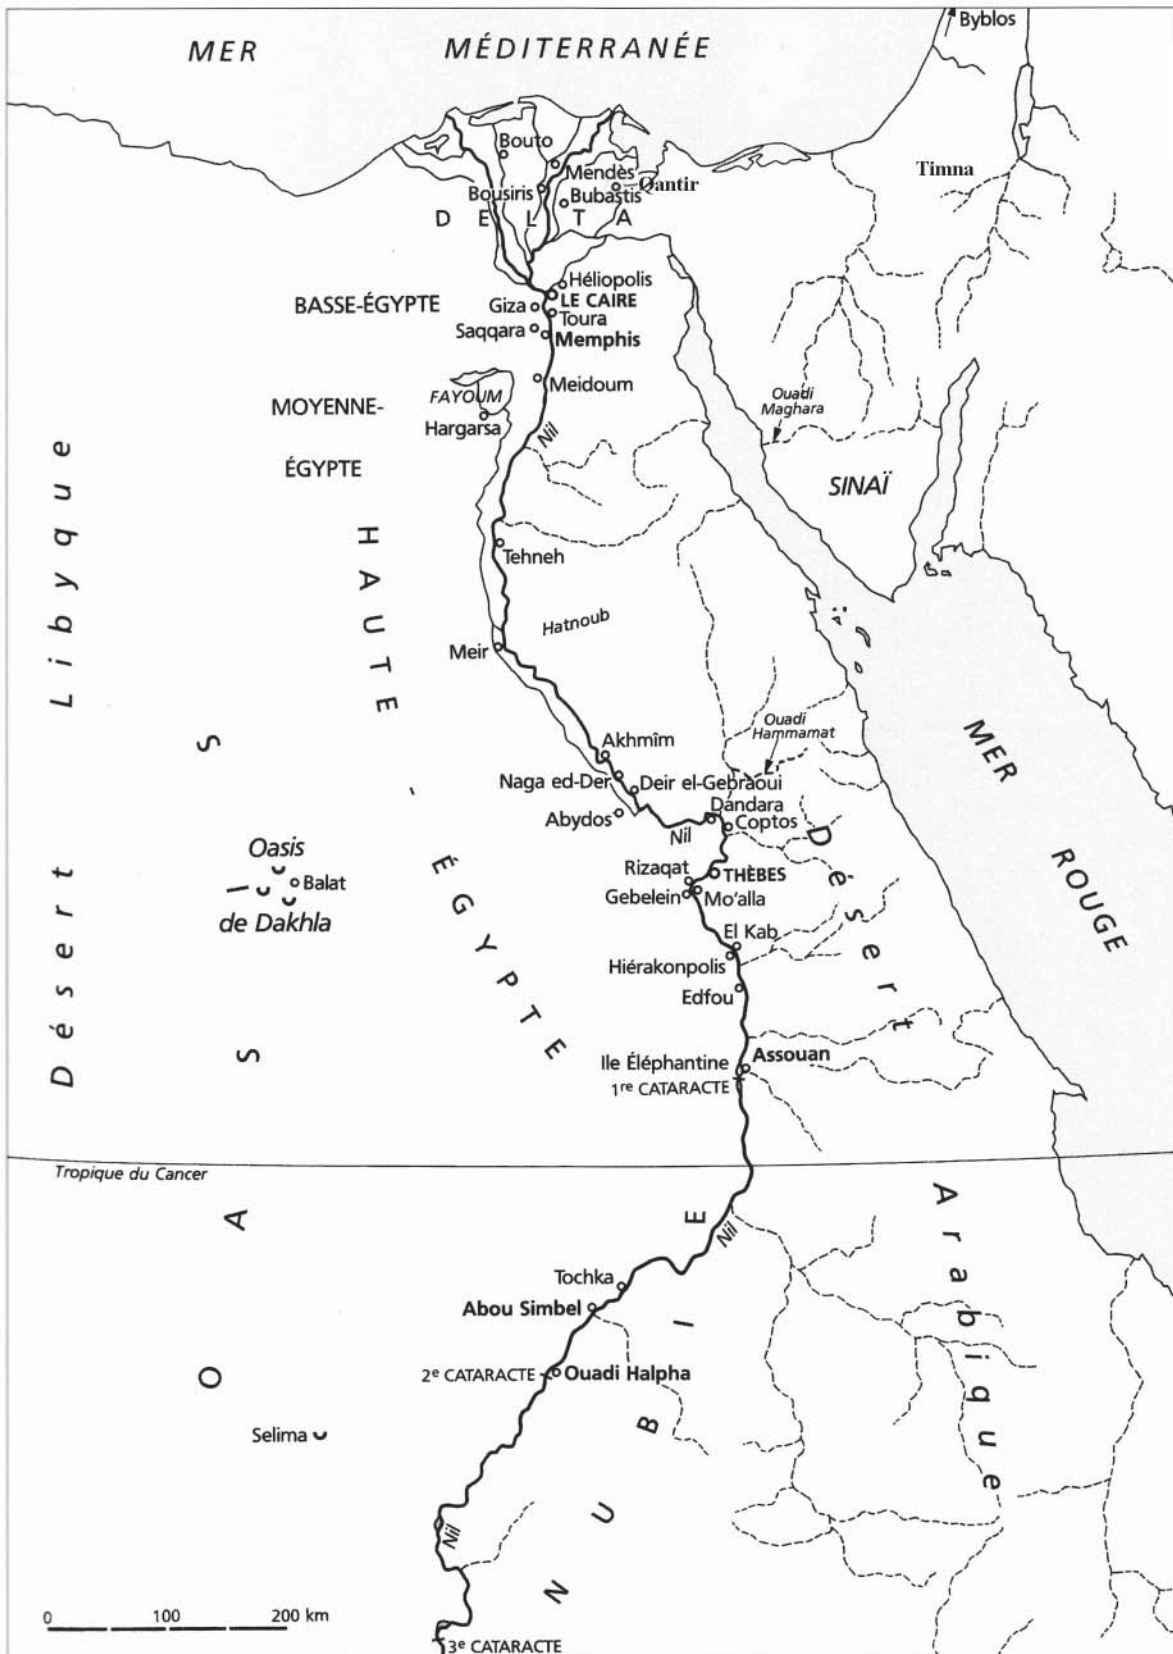 Byblos
MER MÉDITERRANÉE
Bouto
Mendès
Timna
Qantir
Bousiris
Bubastis
DELTA
Héliopolis
BASSE-ÉGYPTE
LE CAIRE
Giza
Toura
Saqqara
Memphis
Meidoum
FAYOUM
MOYENNE-
ÉGYPTE
Hargarsa
Nil
Ouadi
Maghara
SINAÏ
Désert Libyque
HAUTE-ÉGYPTE
Tehneh
Hatnoub
Meir
MER ROUGE
Ouadi
Hammamat
Akhmîm
Naga ed-Der
Deir el-Gebraoui
Abydos
Dandara
Coptos
Nil
Désert Arabique
OASIS
Oasis
de Dakhla
Balat
Rizaqat
THÈBES
Gebelein
Mo'alla
El Kab
Hiérakonpolis
Edfou
Ile Éléphantine
Assouan
1re CATARACTE
Tropique du Cancer
NUBIE
Nil
Tochka
Abou Simbel
2e CATARACTE
Ouadi Halpha
Selima
Nil
0 100 200 km
3e CATARACTE